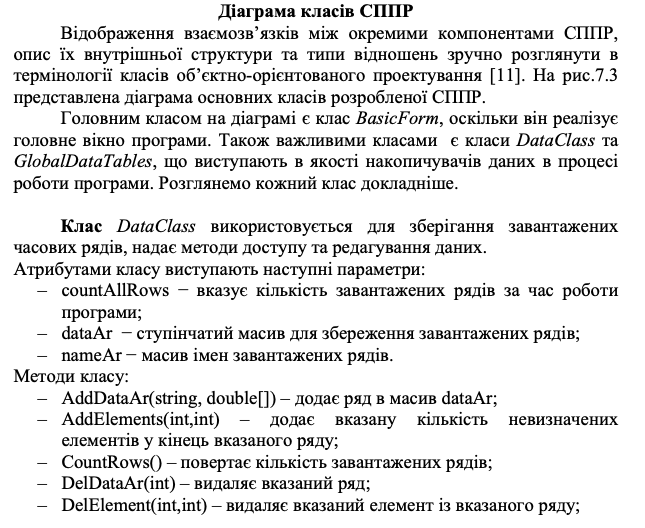 Діаграма класів СППР
Відображення взаємозв’язків між окремими компонентами СППР,
опис їх внутрішньої структури та типи відношень зручно розглянути в
термінології класів об’єктно-орієнтованого проектування [11]. На рис.7.3
представлена діаграма основних класів розробленої СППР.
Головним класом на діаграмі є клас BasicForm, оскільки він реалізує
головне вікно програми. Також важливими класами є класи DataClass та
GlobalDataTables, що виступають в якості накопичувачів даних в процесі
роботи програми. Розглянемо кожний клас докладніше.
Клас DataClass використовується для зберігання завантажених
часових рядів, надає методи доступу та редагування даних.
Атрибутами класу виступають наступні параметри:
– countAllRows − вказує кількість завантажених рядів за час роботи
програми;
– dataAr − ступінчатий масив для збереження завантажених рядів;
– nameAr − масив імен завантажених рядів.
Методи класу:
– AddDataAr(string, double[]) – додає ряд в масив dataAr;
– AddElements(int,int) – додає вказану кількість невизначених
елементів у кінець вказаного ряду;
– CountRows() – повертає кількість завантажених рядів;
– DelDataAr(int) – видаляє вказаний ряд;
– DelElement(int,int) – видаляє вказаний елемент із вказаного ряду;